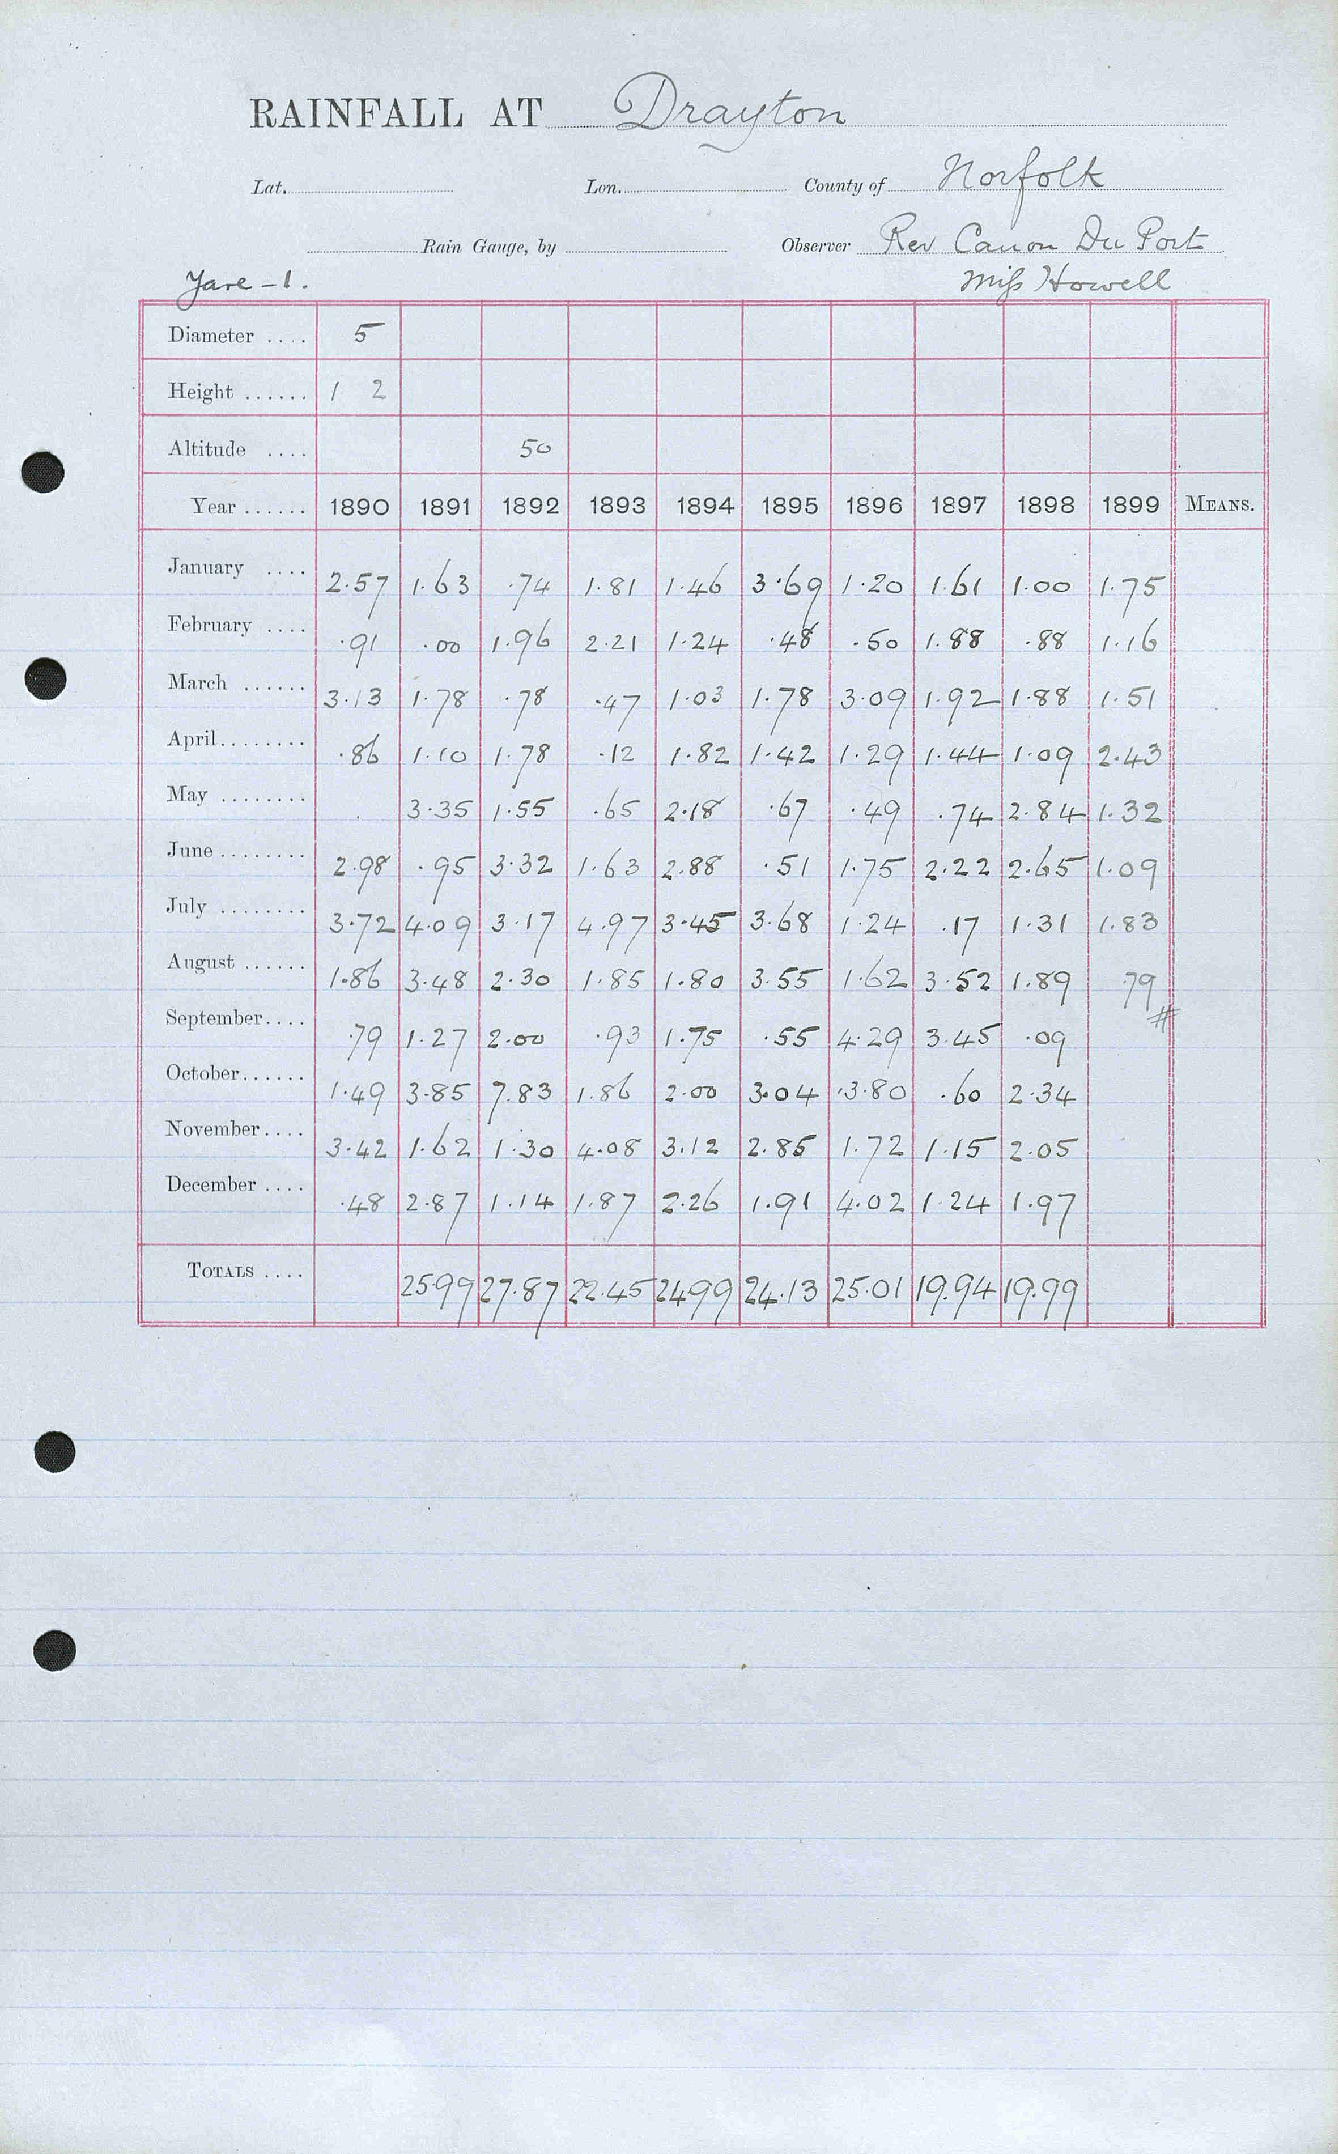 RAINFALL AT Drayton
Lat. Lon. County of Norfolk
Rain Gauge, by Observer Rev Canon Du Port
Yare - 1. Miss Howell
Diameter .... 5
Height ...... 1 2
Altitude .... 50
Year ...... 1890 1891 1892 1893 1894 1895 1896 1897 1898 1899 MEANS.
January .... 2.57 1.63 .74 1.81 1.46 3.69 1.20 1.61 1.00 1.75
February .... .91 .00 1.96 2.21 1.24 .48 .50 1.88 .88 1.16
March ...... 3.13 1.78 .78 .47 1.03 1.78 3.09 1.92 1.88 1.51
April........ .86 1.10 1.78 .12 1.82 1.42 1.29 1.44 1.09 2.43
May ........ 3.35 1.55 .65 2.18 .67 .49 .74 2.84 1.32
June ........ 2.98 .95 3.32 1.63 2.88 .51 1.75 2.22 2.65 1.09
July ........ 3.72 4.09 3.17 4.97 3.45 3.68 1.24 .17 1.31 1.83
August ...... 1.86 3.48 2.30 1.85 1.80 3.55 1.62 3.52 1.89 .79
September.... .79 1.27 2.00 .93 1.75 .55 4.29 3.45 .09 #
October...... 1.49 3.85 7.83 1.86 2.00 3.04 3.80 .60 2.34
November.... 3.42 1.62 1.30 4.08 3.12 2.85 1.72 1.15 2.05
December .... .48 2.87 1.14 1.87 2.26 1.91 4.02 1.24 1.97
TOTALS .... 25.99 27.87 22.45 24.99 24.13 25.01 19.94 19.99